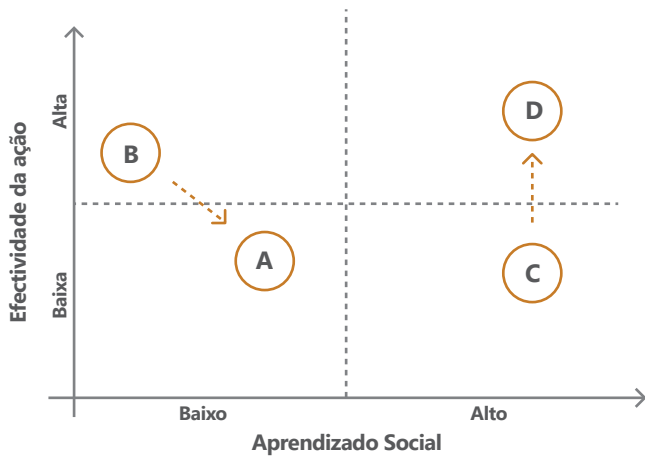 Efectividade da ação
Alta
Baixa
B
A
D
C
Baixo
Alto
Aprendizado Social